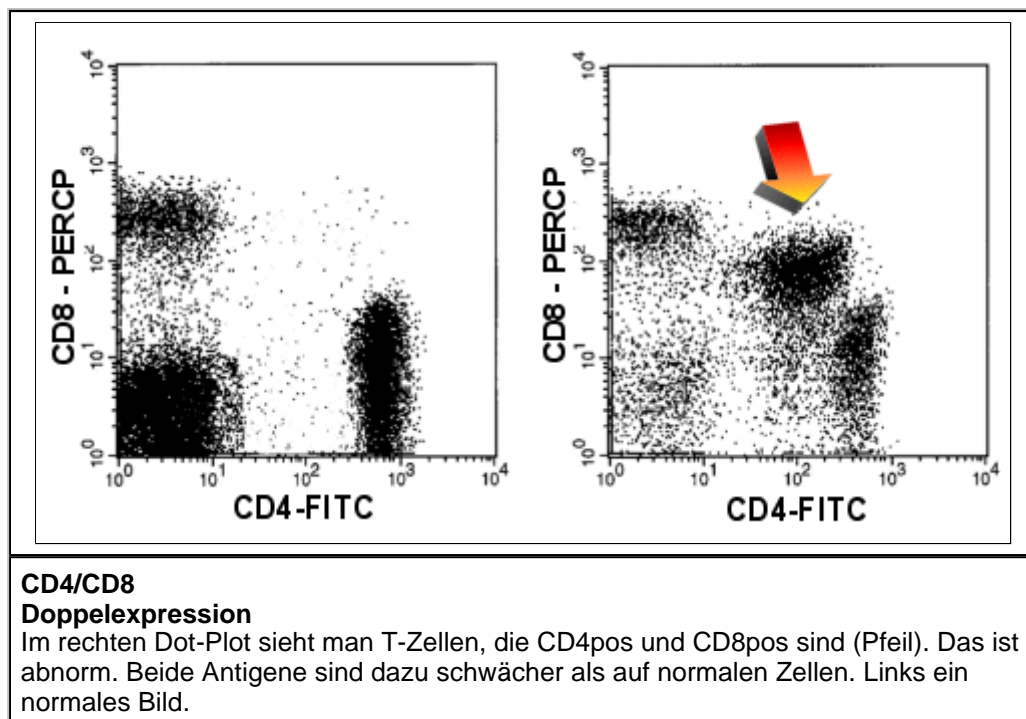 10⁴
10³
10²
10¹
10⁰
CD8 - PERCP
10⁰ 10¹ 10² 10³ 10⁴
CD4-FITC
10⁴
10³
10²
10¹
10⁰
CD8 - PERCP
10⁰ 10¹ 10² 10³ 10⁴
CD4-FITC
CD4/CD8
Doppelexpression
Im rechten Dot-Plot sieht man T-Zellen, die CD4pos und CD8pos sind (Pfeil). Das ist
abnorm. Beide Antigene sind dazu schwächer als auf normalen Zellen. Links ein
normales Bild.